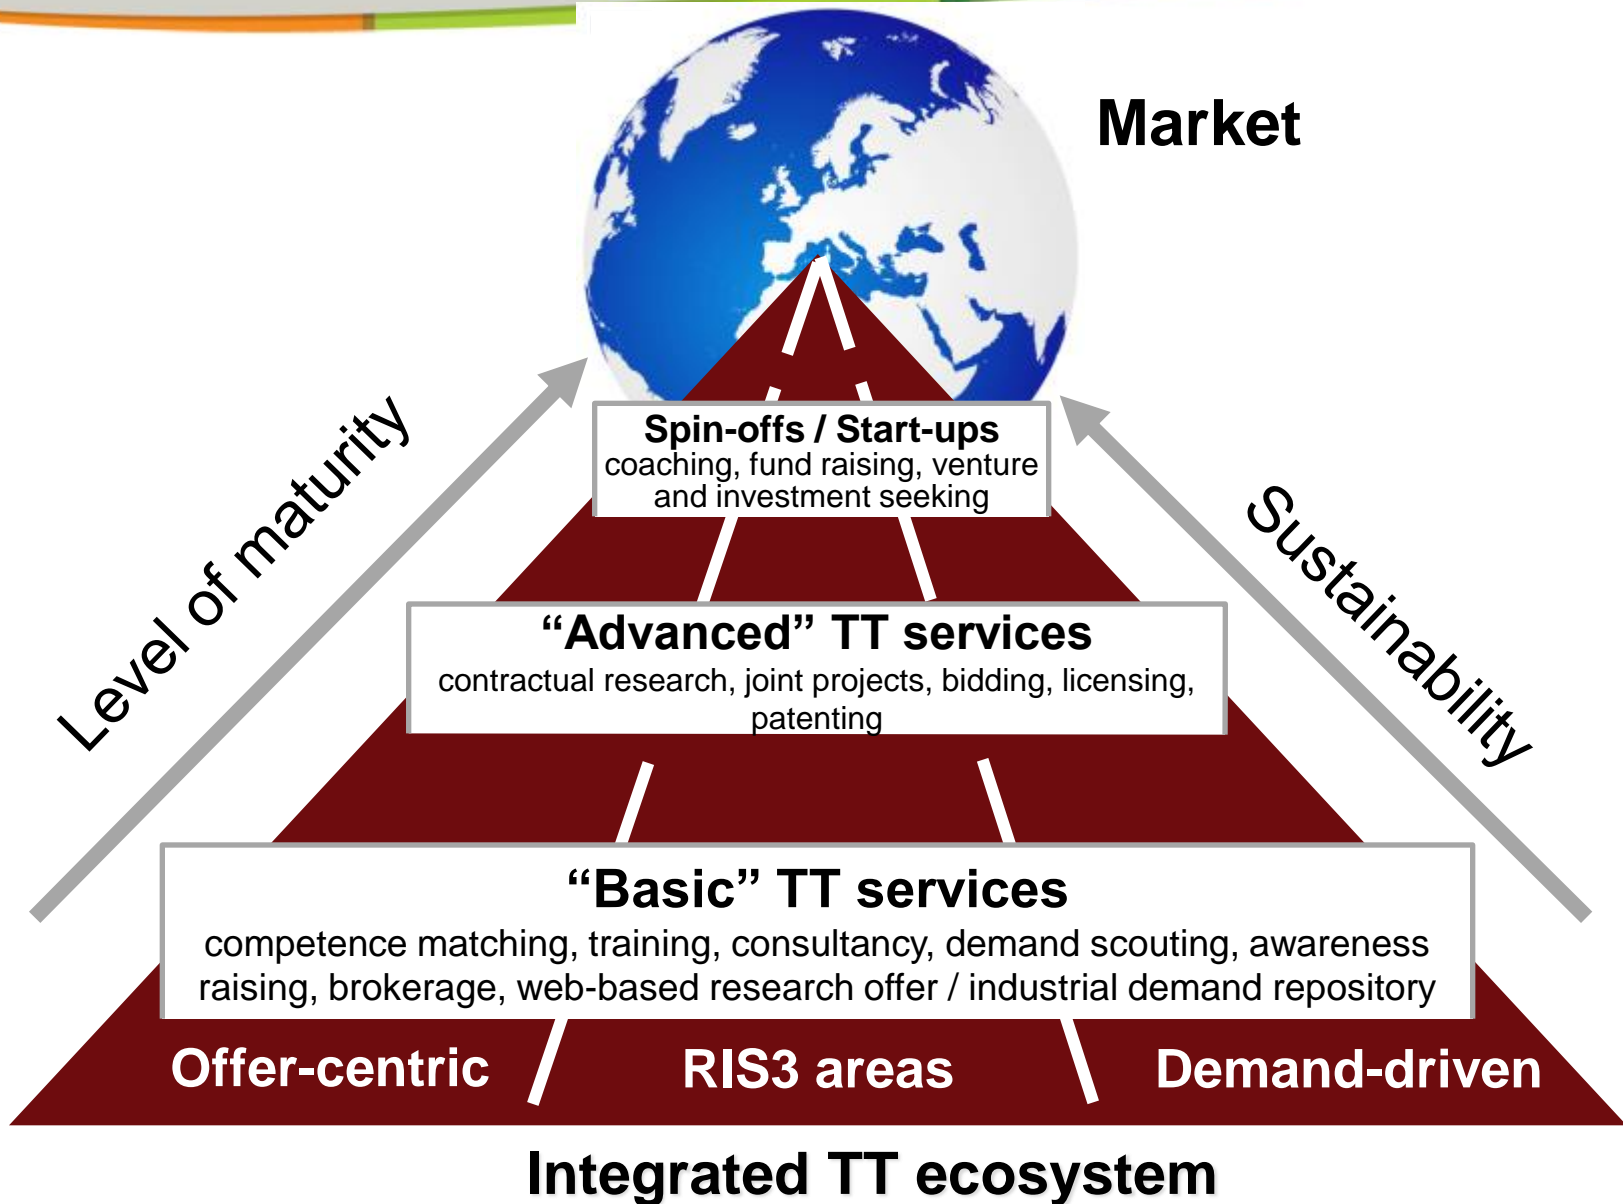 Market
Spin-offs / Start-ups
coaching, fund raising, venture
and investment seeking
Level of maturity
Sustainability
“Advanced” TT services
contractual research, joint projects, bidding, licensing,
patenting
“Basic” TT services
competence matching, training, consultancy, demand scouting, awareness
raising, brokerage, web-based research offer / industrial demand repository
Offer-centric
RIS3 areas
Demand-driven
Integrated TT ecosystem